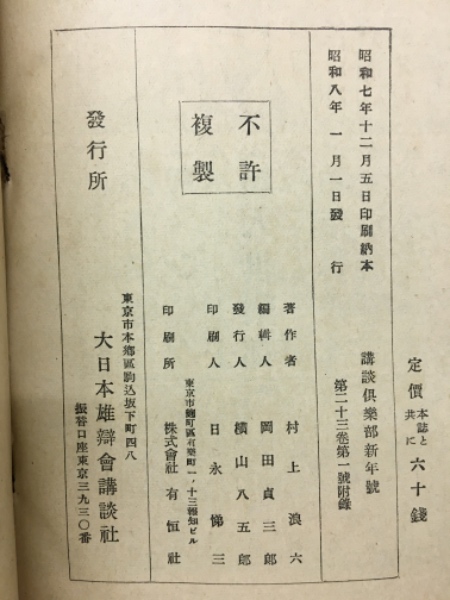 昭和七年十二月五日印刷納本
昭和八年一月一日發行
講談俱樂部新年號
第二十三卷第一號附錄
定價 本誌と共に 六十錢
不許
複製
著作者 村上浪六
編輯人 岡田貞三郎
發行人 橫山八五郎
印刷人 日永悌三
東京市麴町區有樂町一ノ十三報知ビル
印刷所 株式會社有恒社
發行所
東京市本鄕區駒込坂下町四八
大日本雄辯會講談社
振替口座東京三九三〇番